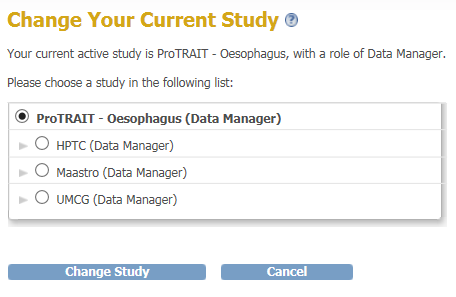 Change Your Current Study ?
Your current active study is ProTRAIT - Oesophagus, with a role of Data Manager.
Please choose a study in the following list:
ProTRAIT - Oesophagus (Data Manager)
HPTC (Data Manager)
Maastro (Data Manager)
UMCG (Data Manager)
Change Study Cancel